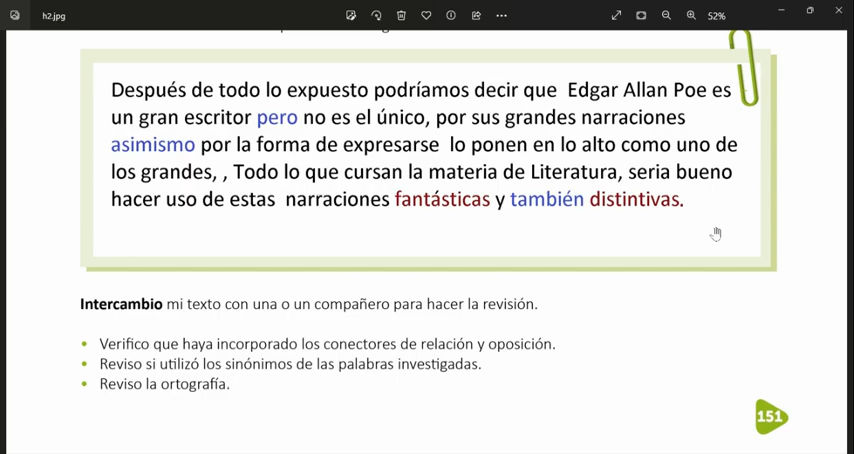 h2.jpg
52%
Después de todo lo expuesto podríamos decir que Edgar Allan Poe es
un gran escritor pero no es el único, por sus grandes narraciones
asimismo por la forma de expresarse lo ponen en lo alto como uno de
los grandes, , Todo lo que cursan la materia de Literatura, seria bueno
hacer uso de estas narraciones fantásticas y también distintivas.
Intercambio mi texto con una o un compañero para hacer la revisión.
• Verifico que haya incorporado los conectores de relación y oposición.
• Reviso si utilizó los sinónimos de las palabras investigadas.
• Reviso la ortografía.
151